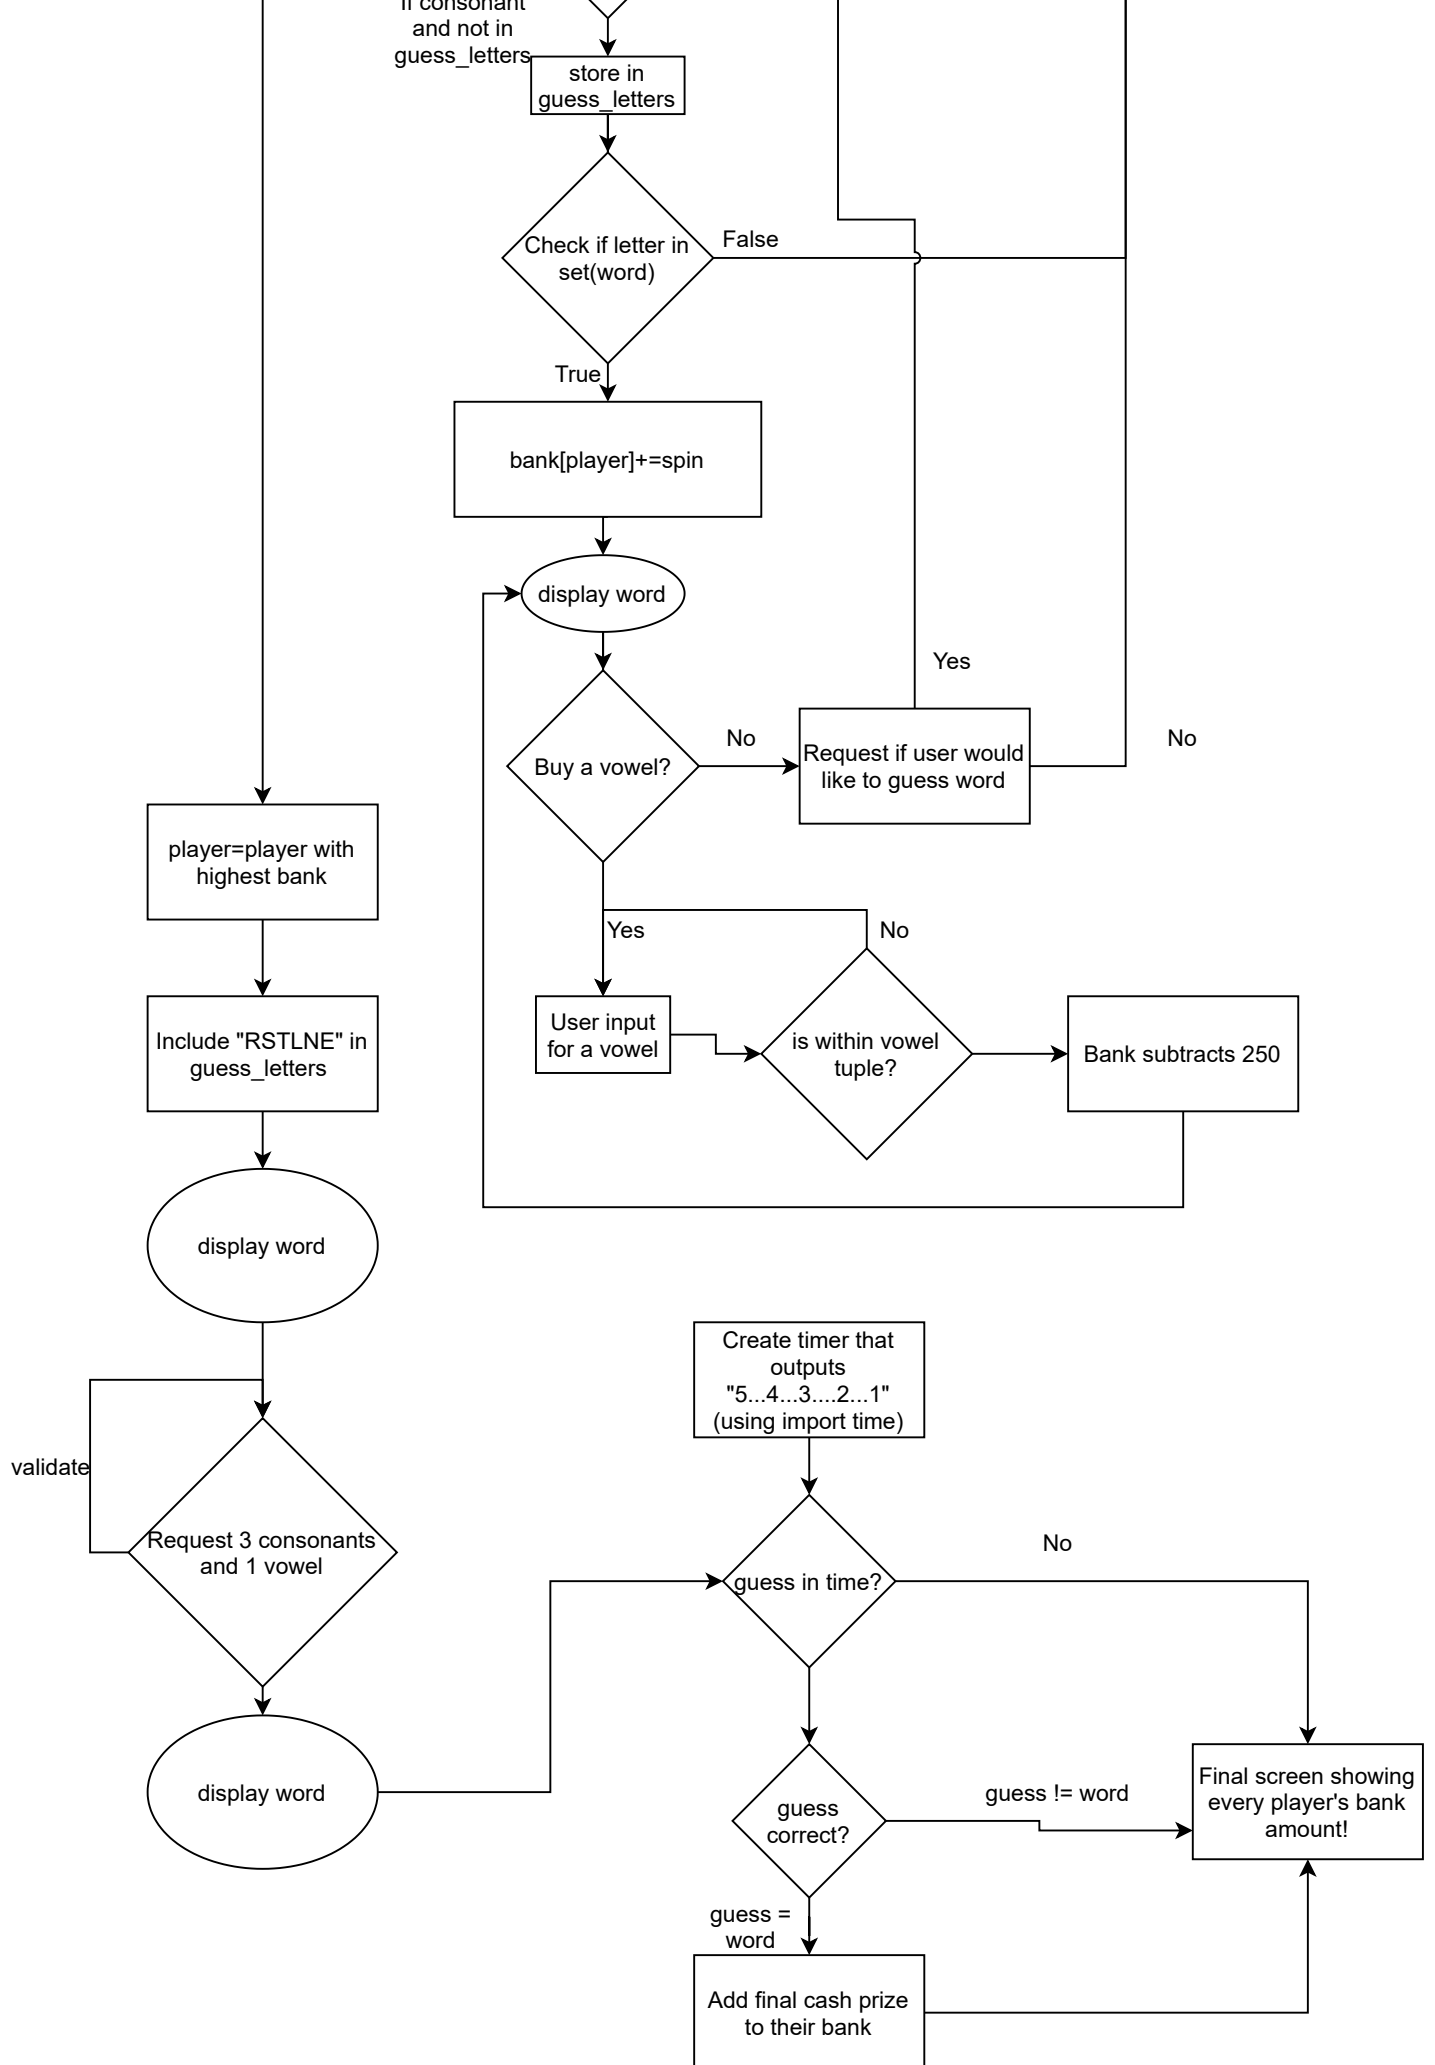 If consonant
and not in
guess_letters
store in
guess_letters
Check if letter in
set(word)
False
True
bank[player]+=spin
display word
Yes
Buy a vowel?
No
Request if user would
like to guess word
No
player=player with
highest bank
Yes
No
Include "RSTLNE" in
guess_letters
User input
for a vowel
is within vowel
tuple?
Bank subtracts 250
display word
Create timer that
outputs
"5...4...3....2...1"
(using import time)
validate
Request 3 consonants
and 1 vowel
guess in time?
No
display word
guess
correct?
guess != word
Final screen showing
every player's bank
amount!
guess =
word
Add final cash prize
to their bank